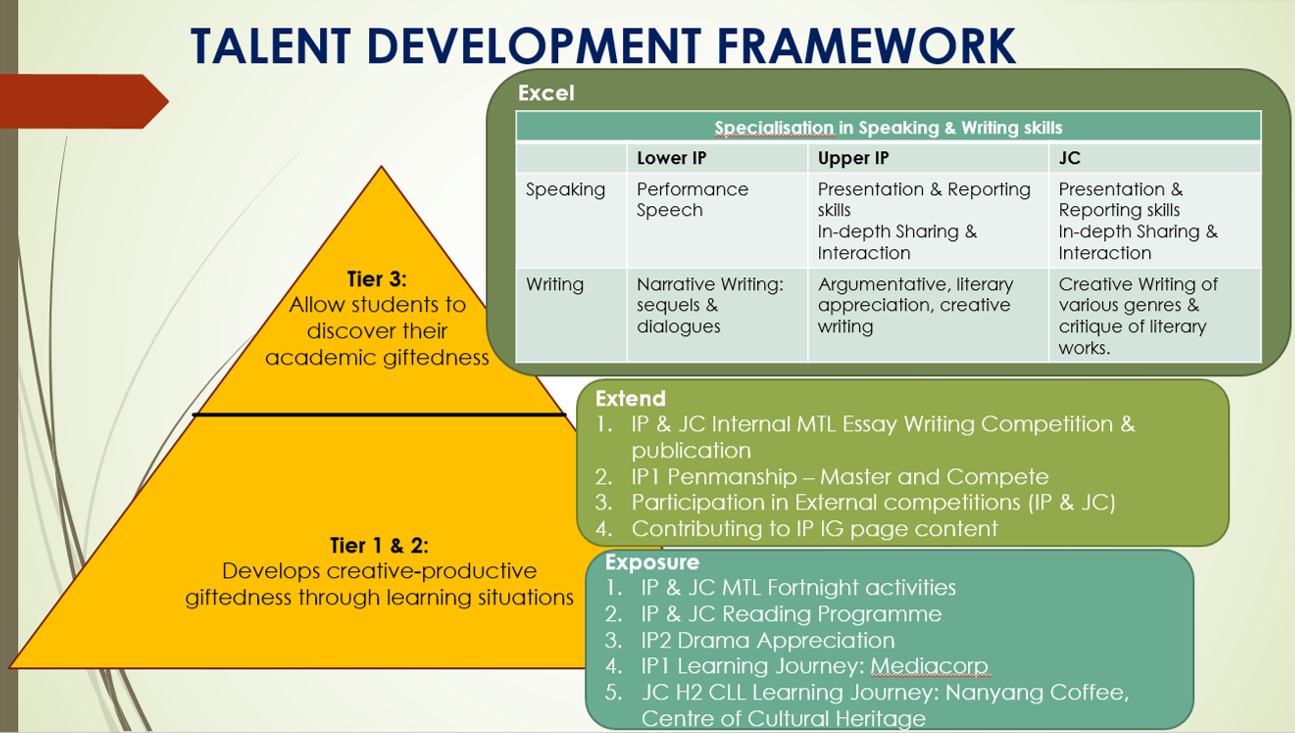 TALENT DEVELOPMENT FRAMEWORK
Excel
Specialisation in Speaking & Writing skills
Lower IP
Upper IP
JC
Speaking
Performance
Speech
Presentation & Reporting
skills
In-depth Sharing &
Interaction
Presentation &
Reporting skills
In-depth Sharing &
Interaction
Writing
Narrative Writing:
sequels &
dialogues
Argumentative, literary
appreciation, creative
writing
Creative Writing of
various genres &
critique of literary
works.
Tier 3:
Allow students to
discover their
academic giftedness
Extend
1. IP & JC Internal MTL Essay Writing Competition &
publication
2. IP1 Penmanship – Master and Compete
3. Participation in External competitions (IP & JC)
4. Contributing to IP IG page content
Tier 1 & 2:
Develops creative-productive
giftedness through learning situations
Exposure
1. IP & JC MTL Fortnight activities
2. IP & JC Reading Programme
3. IP2 Drama Appreciation
4. IP1 Learning Journey: Mediacorp
5. JC H2 CLL Learning Journey: Nanyang Coffee,
Centre of Cultural Heritage